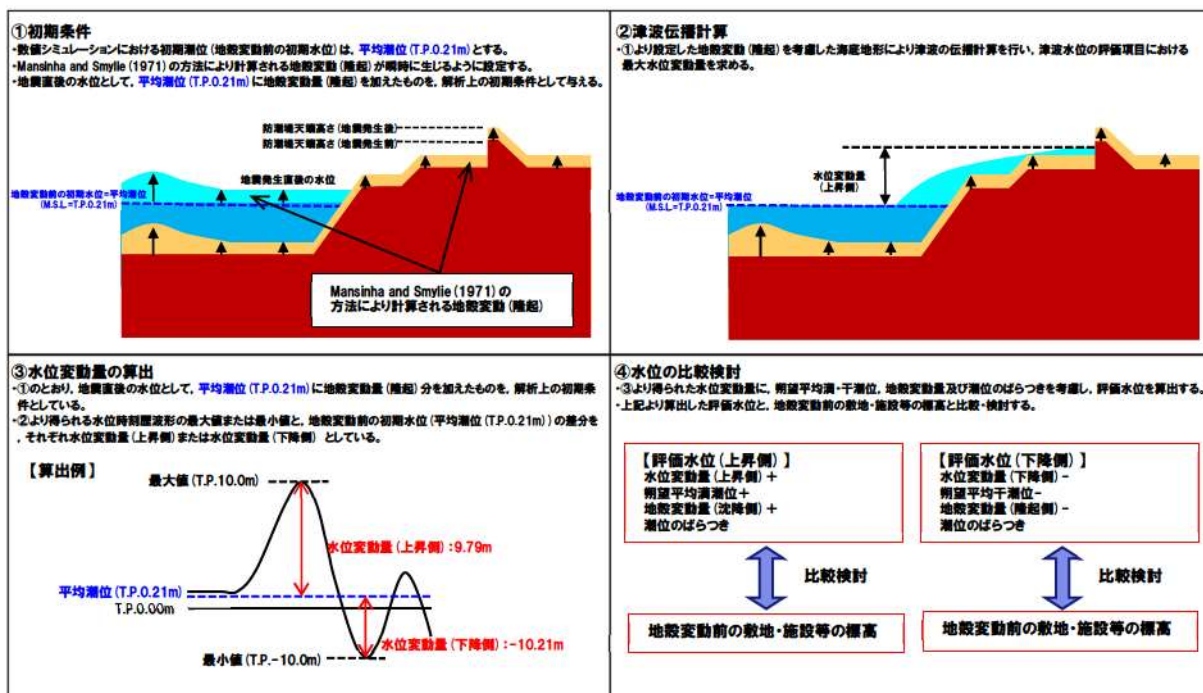 ①初期条件
・数値シミュレーションにおける初期潮位(地殻変動前の初期水位)は，平均潮位(T.P.0.21m)とする。
・Mansinha and Smylie(1971)の方法により計算される地殻変動(隆起)が瞬時に生じるように設定する。
・地震直後の水位として，平均潮位(T.P.0.21m)に地殻変動量(隆起)を加えたものを，解析上の初期条件として与える。
防潮堤天端高さ(地震発生後)
防潮堤天端高さ(地震発生前)
地震発生直後の水位
地殻変動前の初期水位=平均潮位
(M.S.L.=T.P.0.21m)
Mansinha and Smylie(1971)の
方法により計算される地殻変動(隆起)
②津波伝播計算
・①より設定した地殻変動(隆起)を考慮した海底地形により津波の伝播計算を行い，津波水位の評価項目における
最大水位変動量を求める。
水位変動量
(上昇側)
地殻変動前の初期水位=平均潮位
(M.S.L.=T.P.0.21m)
③水位変動量の算出
・①のとおり，地震直後の水位として，平均潮位(T.P.0.21m)に地殻変動量(隆起)分を加えたものを，解析上の初期条
件としている。
・②より得られる水位時刻歴波形の最大値または最小値と，地殻変動前の初期水位(平均潮位(T.P.0.21m))の差分を
，それぞれ水位変動量(上昇側)または水位変動量(下降側)としている。
【算出例】
最大値(T.P.10.0m)
水位変動量(上昇側):9.79m
平均潮位(T.P.0.21m)
T.P.0.00m
水位変動量(下降側):-10.21m
最小値(T.P.-10.0m)
④水位の比較検討
・③より得られた水位変動量に，朔望平均満・干潮位，地殻変動量及び潮位のばらつきを考慮し，評価水位を算出する。
・上記より算出した評価水位と，地殻変動前の敷地・施設等の標高と比較・検討する。
【評価水位(上昇側)】
水位変動量(上昇側)+
朔望平均満潮位+
地殻変動量(沈降側)+
潮位のばらつき
比較検討
地殻変動前の敷地・施設等の標高
【評価水位(下降側)】
水位変動量(下降側)-
朔望平均干潮位-
地殻変動量(隆起側)-
潮位のばらつき
比較検討
地殻変動前の敷地・施設等の標高